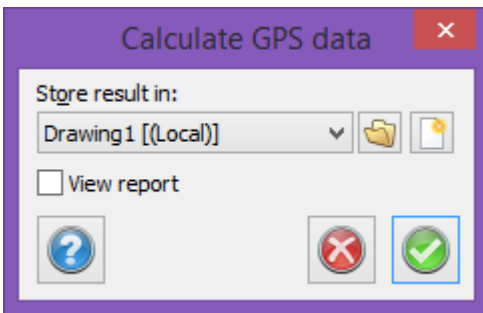 Calculate GPS data
Store result in:
Drawing1 [(Local)]
View report